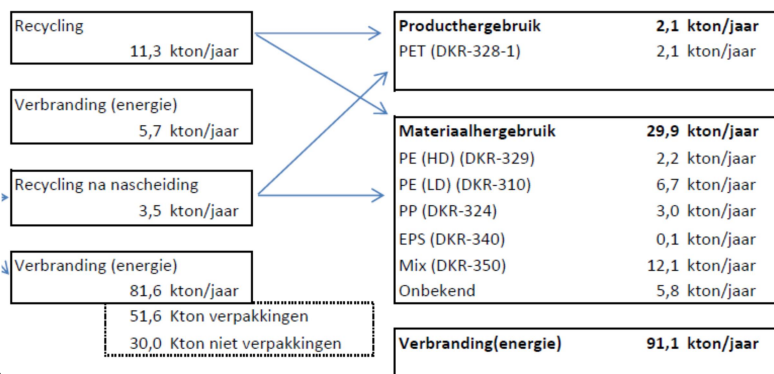 Recycling
11,3 kton/jaar
Verbranding (energie)
5,7 kton/jaar
Recycling na nascheiding
3,5 kton/jaar
Verbranding (energie)
81,6 kton/jaar
51,6 Kton verpakkingen
30,0 Kton niet verpakkingen
Producthergebruik 2,1 kton/jaar
PET (DKR-328-1) 2,1 kton/jaar
Materiaalhergebruik 29,9 kton/jaar
PE (HD) (DKR-329) 2,2 kton/jaar
PE (LD) (DKR-310) 6,7 kton/jaar
PP (DKR-324) 3,0 kton/jaar
EPS (DKR-340) 0,1 kton/jaar
Mix (DKR-350) 12,1 kton/jaar
Onbekend 5,8 kton/jaar
Verbranding(energie) 91,1 kton/jaar